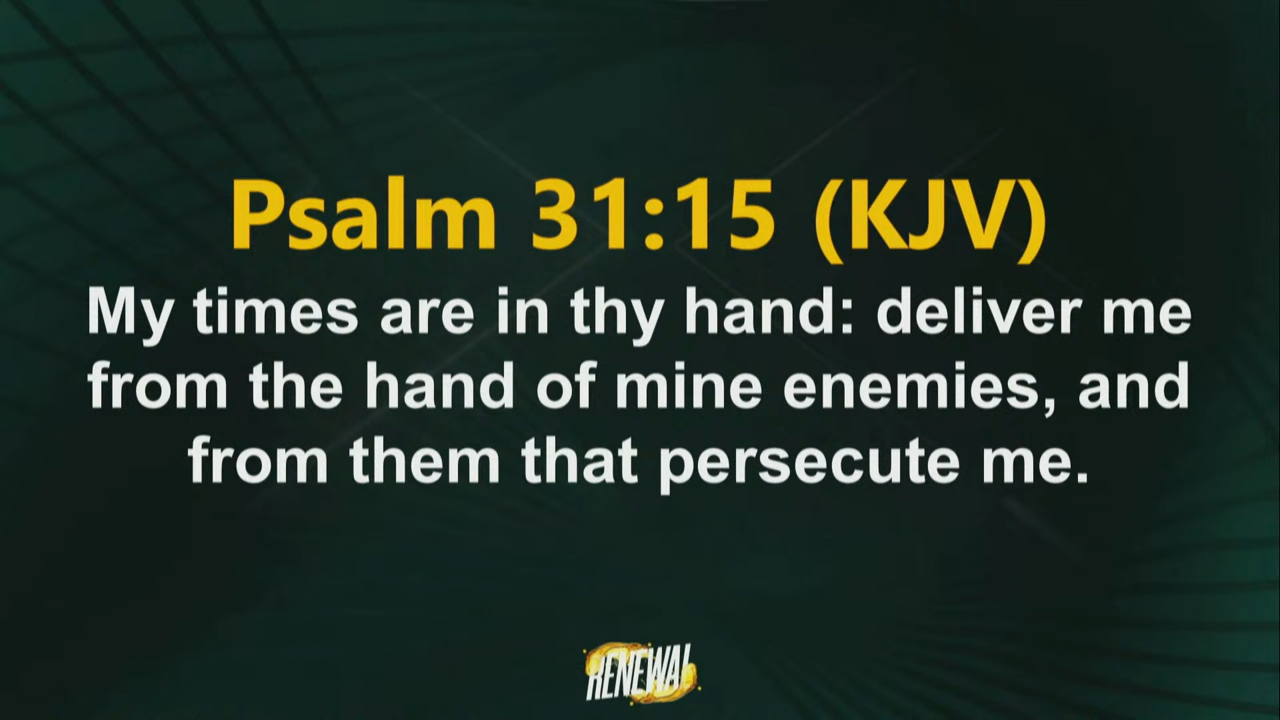 Psalm 31:15 (KJV)
My times are in thy hand: deliver me
from the hand of mine enemies, and
from them that persecute me.
RENEWAL